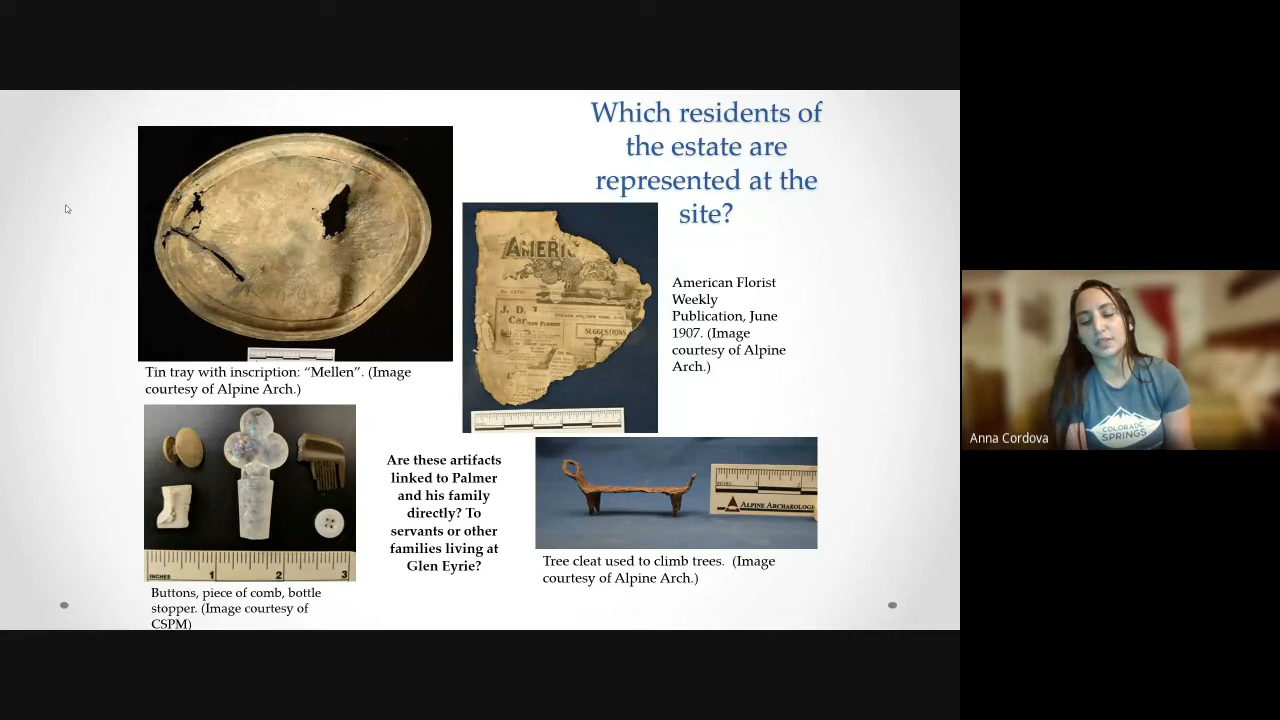 Which residents of
the estate are
represented at the
site?
Tin tray with inscription: “Mellen”. (Image
courtesy of Alpine Arch.)
AMERIC
J. D.
SUGGESTIONS
American Florist
Weekly
Publication, June
1907. (Image
courtesy of Alpine
Arch.)
INCHES 1 2 3
Buttons, piece of comb, bottle
stopper. (Image courtesy of
CSPM)
Are these artifacts
linked to Palmer
and his family
directly? To
servants or other
families living at
Glen Eyrie?
INCHES
ALPINE ARCHAEOLOGI
Tree cleat used to climb trees. (Image
courtesy of Alpine Arch.)
COLORADO
SPRINGS
Anna Cordova